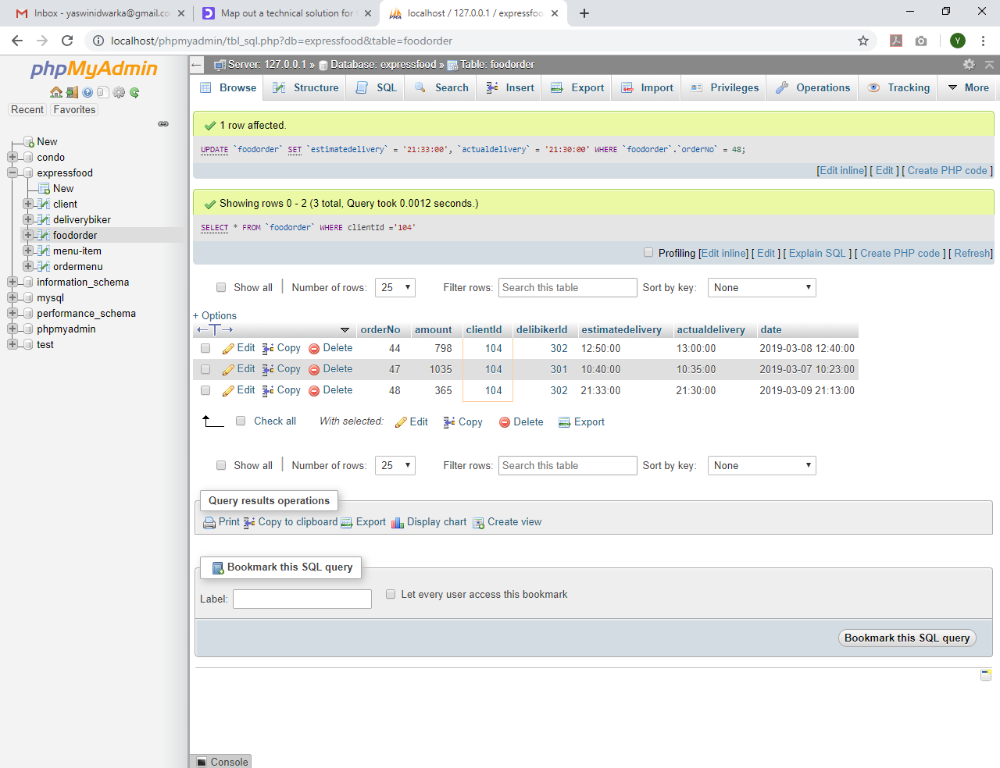 Inbox - yaswinidwarka@gmail.co
Map out a technical solution for
localhost / 127.0.0.1 / expressfoo
localhost/phpmyadmin/tbl_sql.php?db=expressfood&table=foodorder
Y
phpMyAdmin
Recent Favorites
New
condo
expressfood
New
client
deliverybiker
foodorder
menu-item
ordermenu
information_schema
mysql
performance_schema
phpmyadmin
test
Server: 127.0.0.1 » Database: expressfood » Table: foodorder
Browse Structure SQL Search Insert Export Import Privileges Operations Tracking More
1 row affected.
UPDATE `foodorder` SET `estimatedelivery` = '21:33:00', `actualdelivery` = '21:30:00' WHERE `foodorder`.`orderNo` = 48;
[Edit inline] [ Edit ] [ Create PHP code ]
Showing rows 0 - 2 (3 total, Query took 0.0012 seconds.)
SELECT * FROM `foodorder` WHERE clientId ='104'
Profiling [Edit inline] [ Edit ] [ Explain SQL ] [ Create PHP code ] [ Refresh]
Show all Number of rows: 25 Filter rows: Search this table Sort by key: None
+ Options
orderNo amount clientId delibikerId estimatedelivery actualdelivery date
Edit Copy Delete 44 798 104 302 12:50:00 13:00:00 2019-03-08 12:40:00
Edit Copy Delete 47 1035 104 301 10:40:00 10:35:00 2019-03-07 10:23:00
Edit Copy Delete 48 365 104 302 21:33:00 21:30:00 2019-03-09 21:13:00
Check all With selected: Edit Copy Delete Export
Show all Number of rows: 25 Filter rows: Search this table Sort by key: None
Query results operations
Print Copy to clipboard Export Display chart Create view
Bookmark this SQL query
Label: Let every user access this bookmark
Bookmark this SQL query
Console